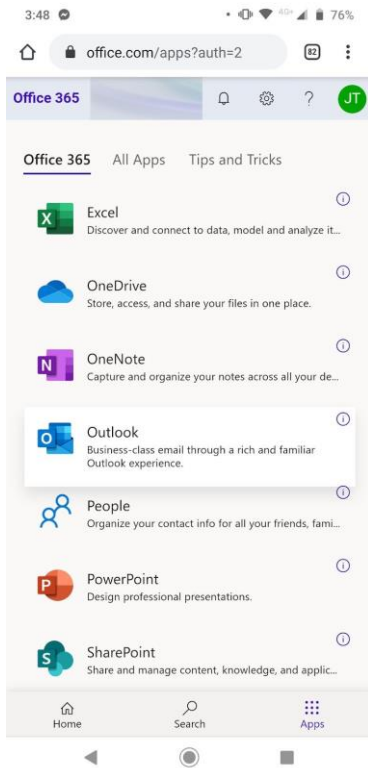 3:48 4G+ 76%
office.com/apps?auth=2 82
Office 365 ? JT
Office 365 All Apps Tips and Tricks
Excel
Discover and connect to data, model and analyze it...
OneDrive
Store, access, and share your files in one place.
OneNote
Capture and organize your notes across all your de...
Outlook
Business-class email through a rich and familiar
Outlook experience.
People
Organize your contact info for all your friends, fami...
PowerPoint
Design professional presentations.
SharePoint
Share and manage content, knowledge, and applic...
Home Search Apps